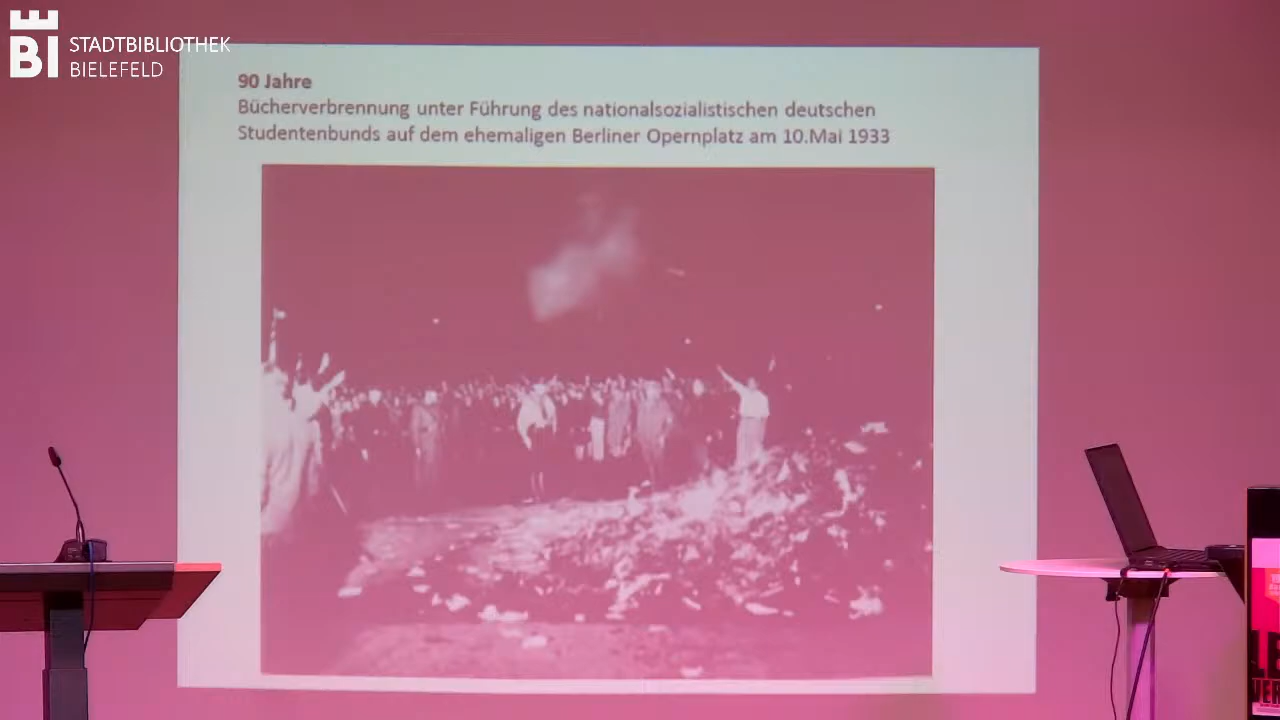 BI STADTBIBLIOTHEK
BIELEFELD
90 Jahre
Bücherverbrennung unter Führung des nationalsozialistischen deutschen
Studentenbunds auf dem ehemaligen Berliner Opernplatz am 10.Mai 1933